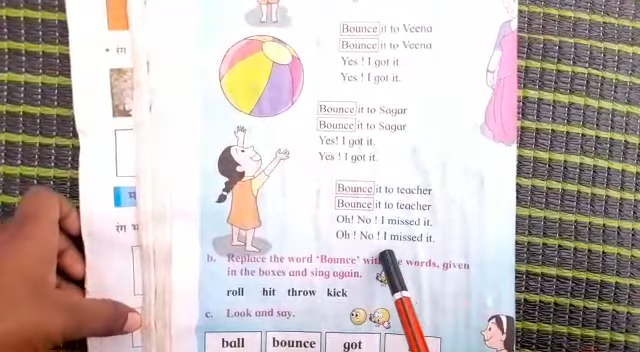 Bounce it to Veena
Bounce it to Veena
Yes ! I got it.
Yes ! I got it.
Bounce it to Sagar
Bounce it to Sagar
Yes! I got it.
Yes ! I got it.
Bounce it to teacher
Bounce it to teacher
Oh! No ! I missed it.
Oh ! No ! I missed it.
b. Replace the word ‘Bounce’ words, given
in the boxes and sing again.
roll hit throw kick
c. Look and say.
ball bounce got
रंग
रंग